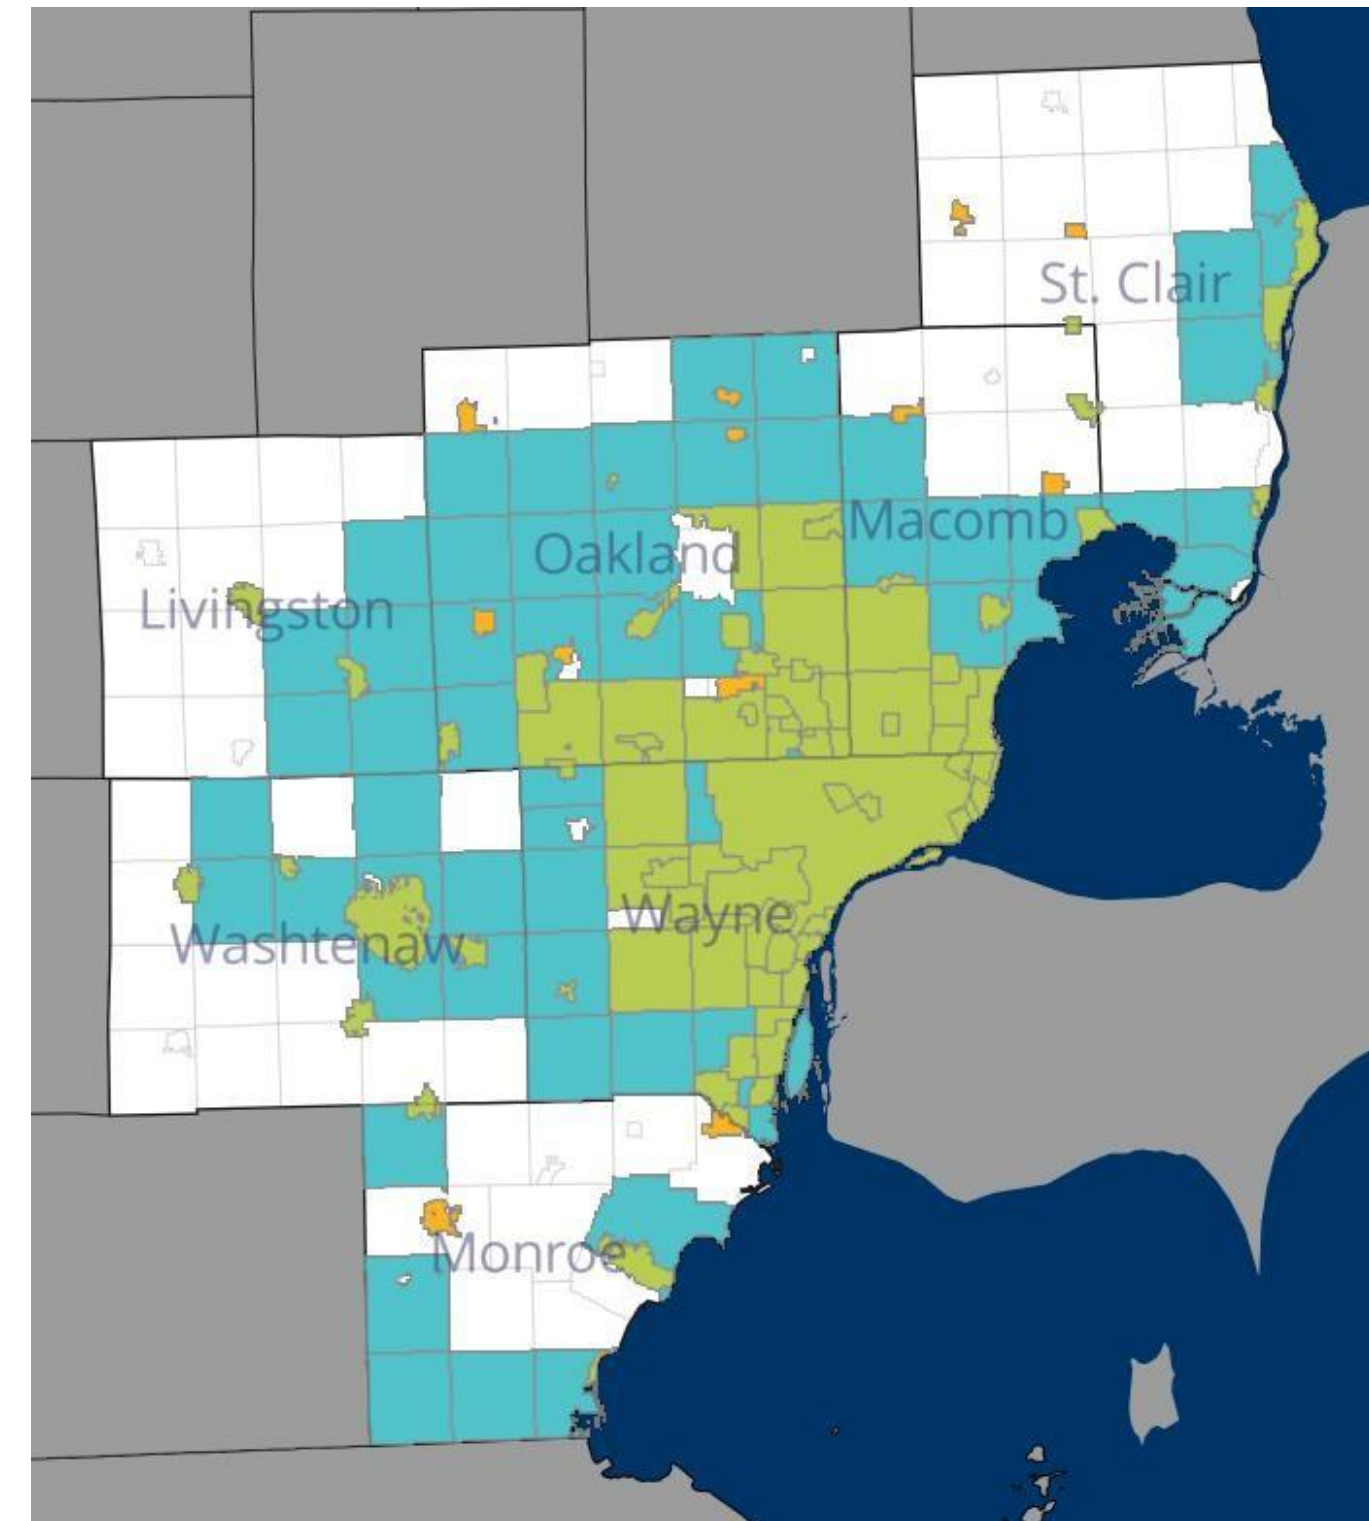 St. Clair
Macomb
Oakland
Livingston
Wayne
Washtenaw
Monroe